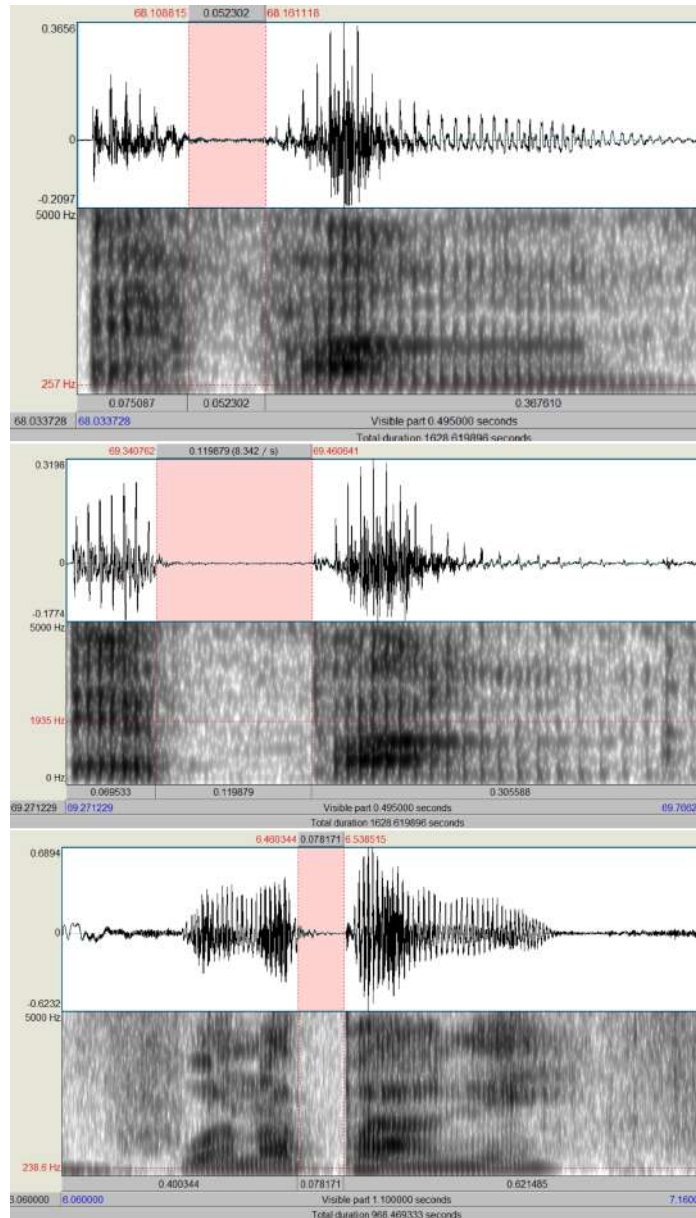 68.108815 0.052302 68.161118
0.3656
0
-0.2097
5000 Hz
257 Hz
0.075087 0.052302 0.367610
68.033728 68.033728 Visible part 0.495000 seconds
Total duration 1628.619896 seconds
69.340762 0.119879 (8.342 / s) 69.460641
0.3196
0
-0.1774
5000 Hz
1935 Hz
0 Hz
0.069533 0.119879 0.305588
69.271229 69.271229 Visible part 0.495000 seconds
Total duration 1628.619896 seconds
6.460344 0.078171 6.538515
0.6894
0
-0.6232
5000 Hz
238.6 Hz
0.400344 0.078171 0.621485
6.060000 Visible part 1.100000 seconds
Total duration 968.469333 seconds